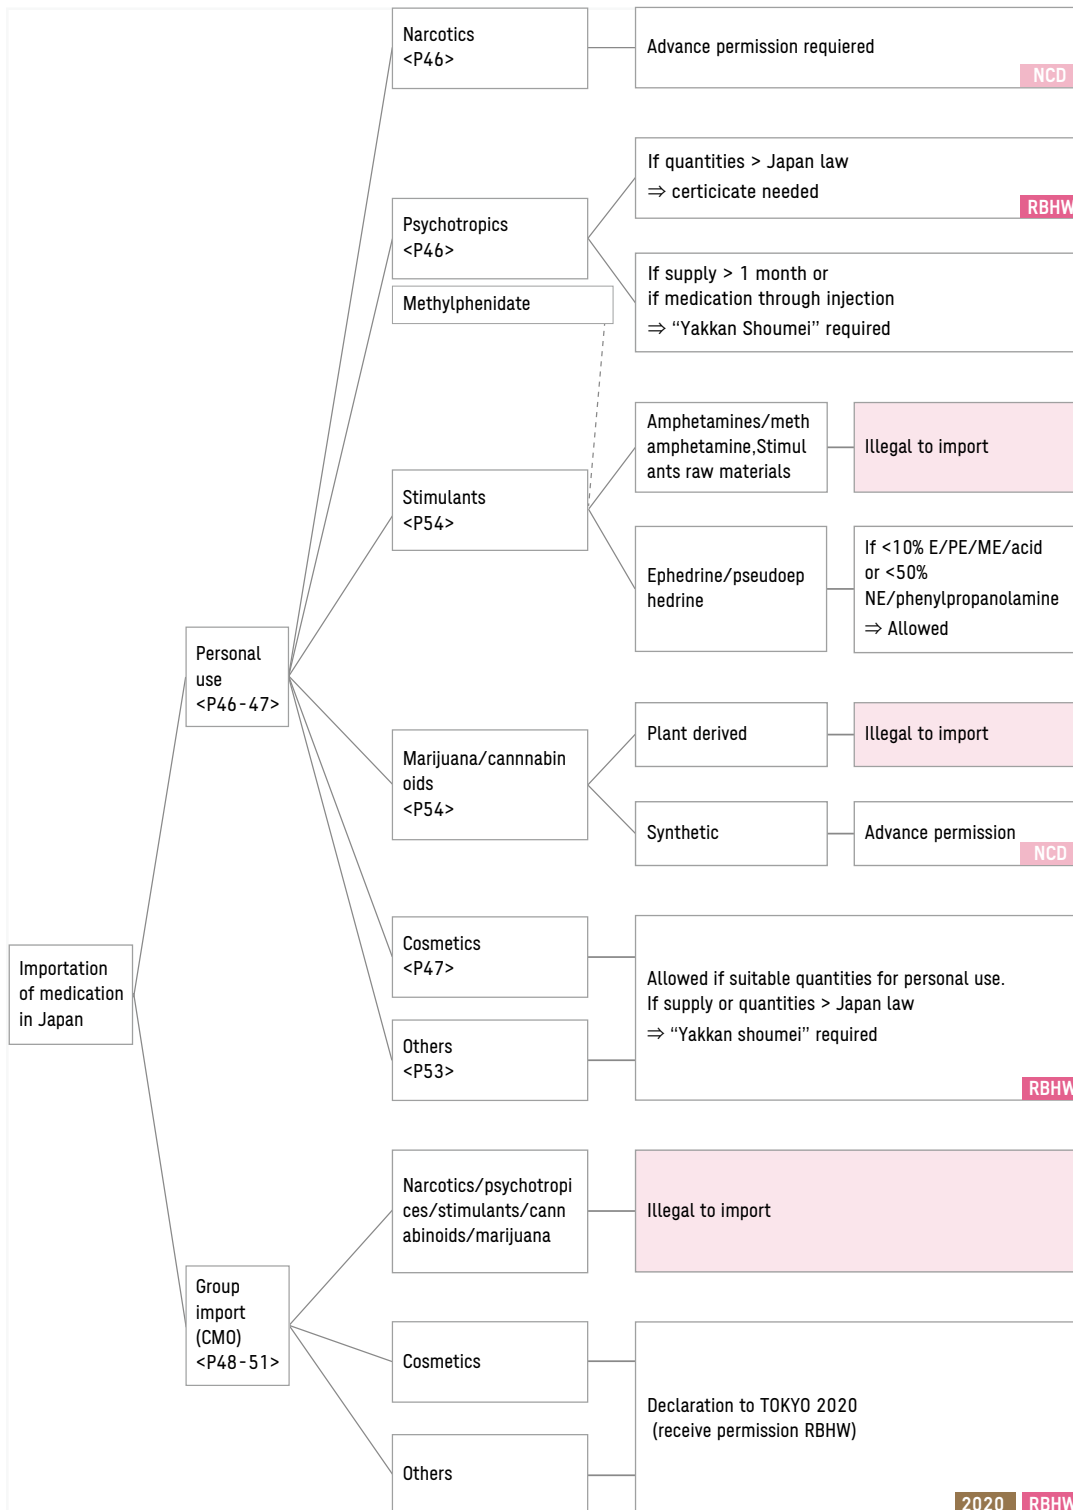 Narcotics
<P46>
Advance permission requiered
NCD
If quantities > Japan law
⇒ certicicate needed
RBHW
Psychotropics
<P46>
If supply > 1 month or
if medication through injection
⇒ “Yakkan Shoumei” required
Methylphenidate
Amphetamines/meth
amphetamine,Stimul
ants raw materials
Illegal to import
Stimulants
<P54>
Ephedrine/pseudoep
hedrine
If <10% E/PE/ME/acid
or <50%
NE/phenylpropanolamine
⇒ Allowed
Personal
use
<P46-47>
Plant derived
Illegal to import
Marijuana/cannnabin
oids
<P54>
Synthetic
Advance permission
NCD
Cosmetics
<P47>
Importation
of medication
in Japan
Allowed if suitable quantities for personal use.
If supply or quantities > Japan law
⇒ “Yakkan shoumei” required
RBHW
Others
<P53>
Narcotics/psychotropi
ces/stimulants/cann
abinoids/marijuana
Illegal to import
Group
import
(CMO)
<P48-51>
Cosmetics
Declaration to TOKYO 2020
(receive permission RBHW)
Others
2020 RBHW